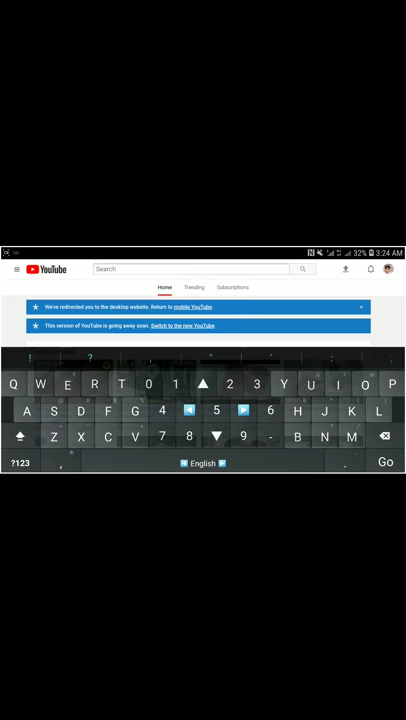 32% 3:24 AM
YouTube Search
Home Trending Subscriptions
We've redirected you to the desktop website. Return to mobile YouTube. ×
This version of YouTube is going away soon. Switch to the new YouTube
! ?
Q W E R T 0 1 ▲ 2 3 Y U I O P
A S D F G 4 ◀ 5 ▶ 6 H J K L
Z X C V 7 8 ▼ 9 - B N M
?123 , ◀ English ▶ . Go